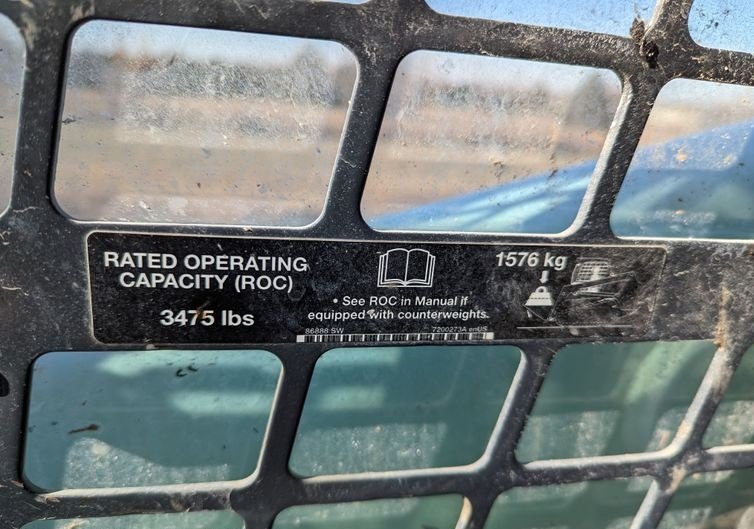 RATED OPERATING
CAPACITY (ROC)
3475 lbs
• See ROC in Manual if
equipped with counterweights.
86888 SW
7200273A enUS
1576 kg